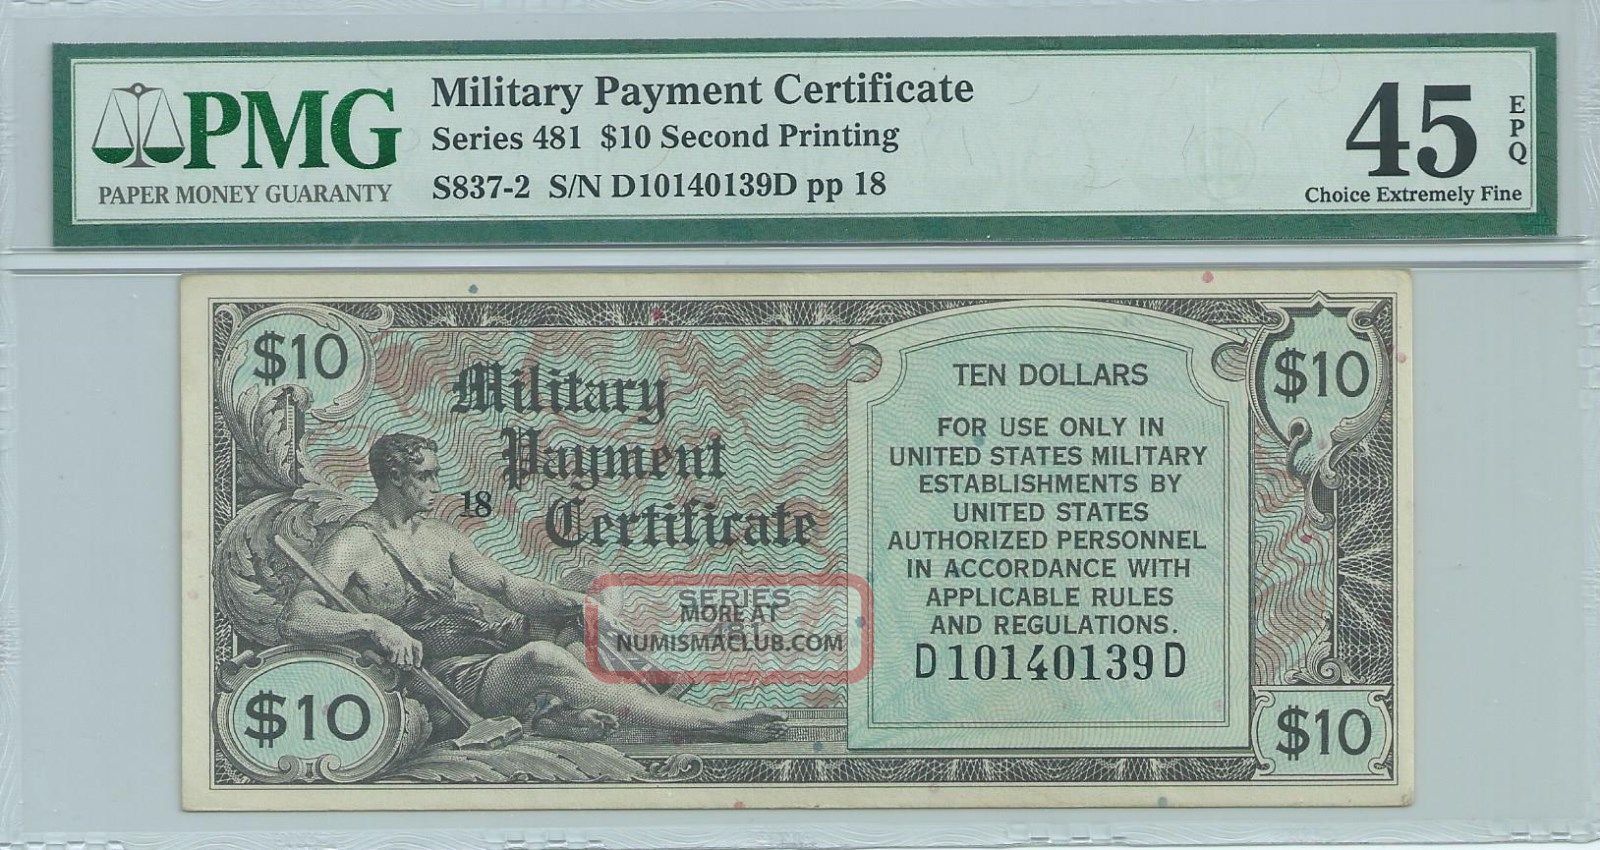 PMG
PAPER MONEY GUARANTY
Military Payment Certificate
Series 481 $10 Second Printing
S837-2 S/N D10140139D pp 18
45
EPQ
Choice Extremely Fine
$10
$10
Military
Payment
Certificate
18
SERIES
481
MORE AT
NUMISMACLUB.COM
TEN DOLLARS
FOR USE ONLY IN
UNITED STATES MILITARY
ESTABLISHMENTS BY
UNITED STATES
AUTHORIZED PERSONNEL
IN ACCORDANCE WITH
APPLICABLE RULES
AND REGULATIONS.
D10140139D
$10
$10